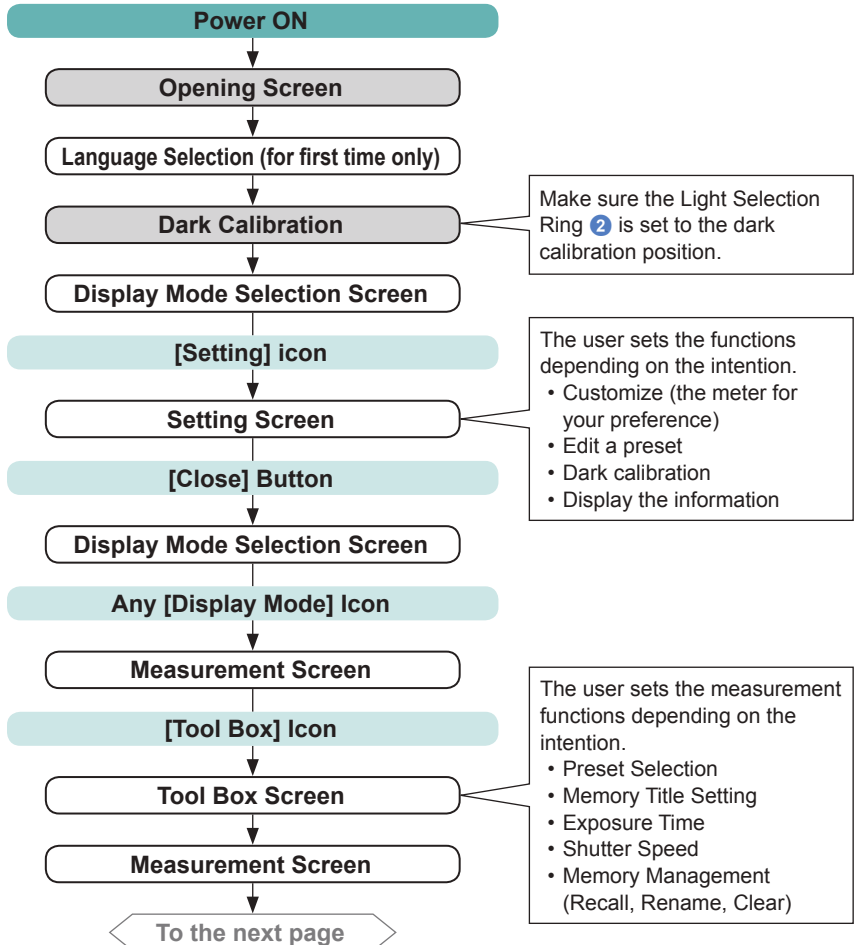 Power ON
Opening Screen
Language Selection (for first time only)
Dark Calibration
Make sure the Light Selection
Ring 2 is set to the dark
calibration position.
Display Mode Selection Screen
[Setting] icon
Setting Screen
The user sets the functions
depending on the intention.
• Customize (the meter for
your preference)
• Edit a preset
• Dark calibration
• Display the information
[Close] Button
Display Mode Selection Screen
Any [Display Mode] Icon
Measurement Screen
[Tool Box] Icon
Tool Box Screen
The user sets the measurement
functions depending on the
intention.
• Preset Selection
• Memory Title Setting
• Exposure Time
• Shutter Speed
• Memory Management
(Recall, Rename, Clear)
Measurement Screen
To the next page